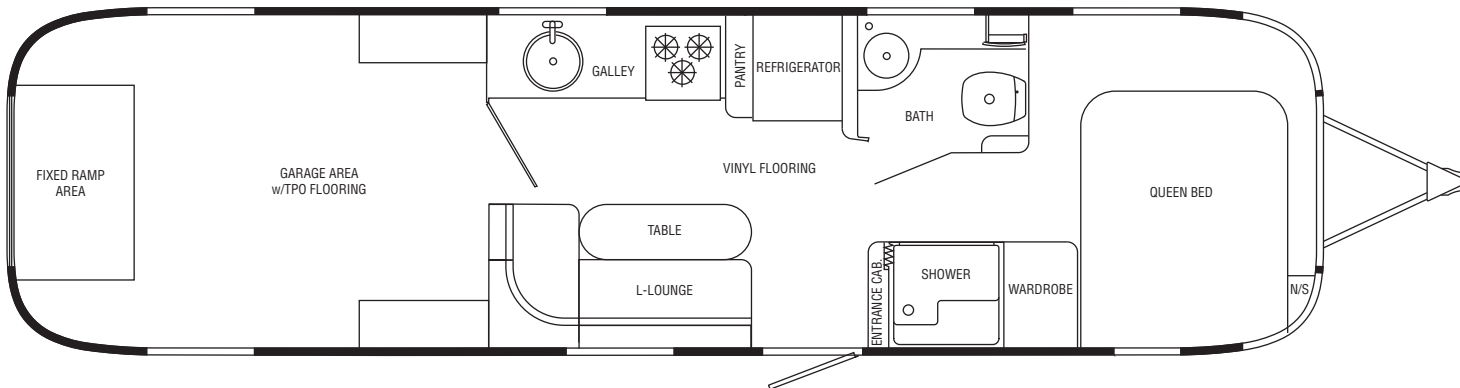 FIXED RAMP
AREA
GARAGE AREA
w/TPO FLOORING
GALLEY
PANTRY
REFRIGERATOR
BATH
VINYL FLOORING
TABLE
L-LOUNGE
ENTRANCE CAB.
SHOWER
WARDROBE
QUEEN BED
N/S